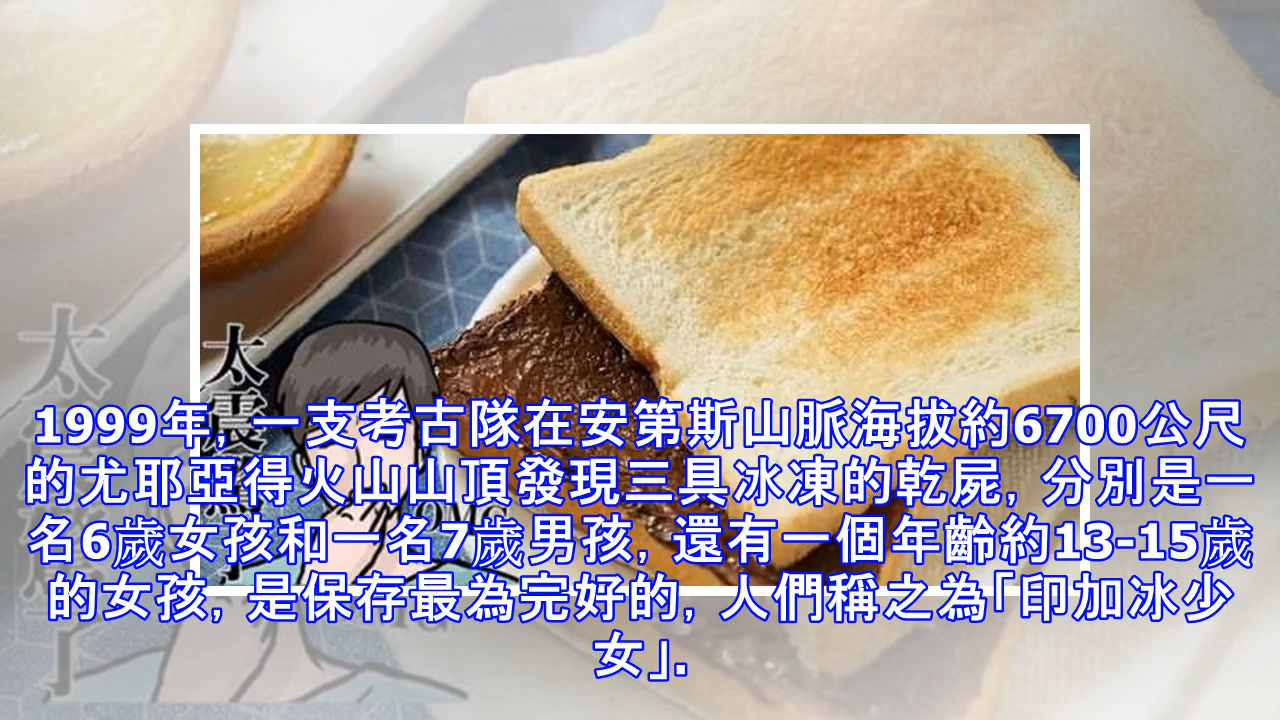 1999年, 一支考古隊在安第斯山脈海拔約6700公尺
的尤耶亞得火山山頂發現三具冰凍的乾屍, 分別是一
名6歲女孩和一名7歲男孩, 還有一個年齡約13-15歲
的女孩, 是保存最為完好的, 人們稱之為「印加冰少
女」.
太震
OMG